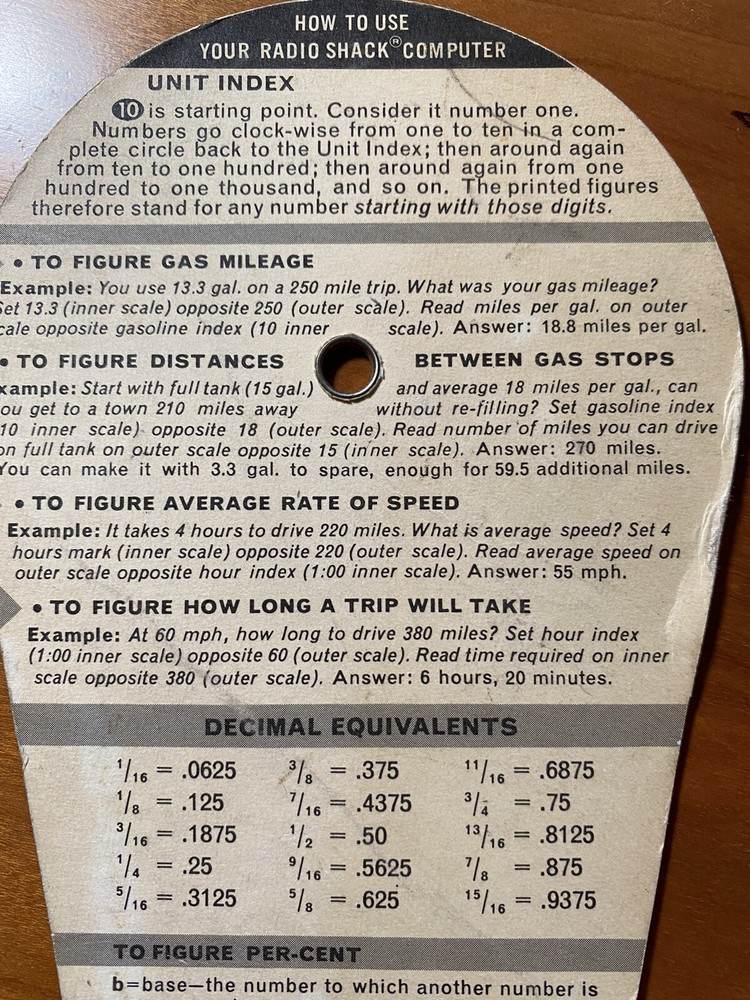 HOW TO USE
YOUR RADIO SHACK® COMPUTER
UNIT INDEX
10 is starting point. Consider it number one.
Numbers go clock-wise from one to ten in a com-
plete circle back to the Unit Index; then around again
from ten to one hundred; then around again from one
hundred to one thousand, and so on. The printed figures
therefore stand for any number starting with those digits.
• TO FIGURE GAS MILEAGE
Example: You use 13.3 gal. on a 250 mile trip. What was your gas mileage?
Set 13.3 (inner scale) opposite 250 (outer scale). Read miles per gal. on outer
scale opposite gasoline index (10 inner scale). Answer: 18.8 miles per gal.
• TO FIGURE DISTANCES BETWEEN GAS STOPS
Example: Start with full tank (15 gal.) and average 18 miles per gal., can
you get to a town 210 miles away without re-filling? Set gasoline index
10 inner scale) opposite 18 (outer scale). Read number of miles you can drive
on full tank on outer scale opposite 15 (inner scale). Answer: 270 miles.
You can make it with 3.3 gal. to spare, enough for 59.5 additional miles.
• TO FIGURE AVERAGE RATE OF SPEED
Example: It takes 4 hours to drive 220 miles. What is average speed? Set 4
hours mark (inner scale) opposite 220 (outer scale). Read average speed on
outer scale opposite hour index (1:00 inner scale). Answer: 55 mph.
• TO FIGURE HOW LONG A TRIP WILL TAKE
Example: At 60 mph, how long to drive 380 miles? Set hour index
(1:00 inner scale) opposite 60 (outer scale). Read time required on inner
scale opposite 380 (outer scale). Answer: 6 hours, 20 minutes.
DECIMAL EQUIVALENTS
1/16 = .0625 3/8 = .375 11/16 = .6875
1/8 = .125 7/16 = .4375 3/4 = .75
3/16 = .1875 1/2 = .50 13/16 = .8125
1/4 = .25 9/16 = .5625 7/8 = .875
5/16 = .3125 5/8 = .625 15/16 = .9375
TO FIGURE PER-CENT
b=base—the number to which another number is